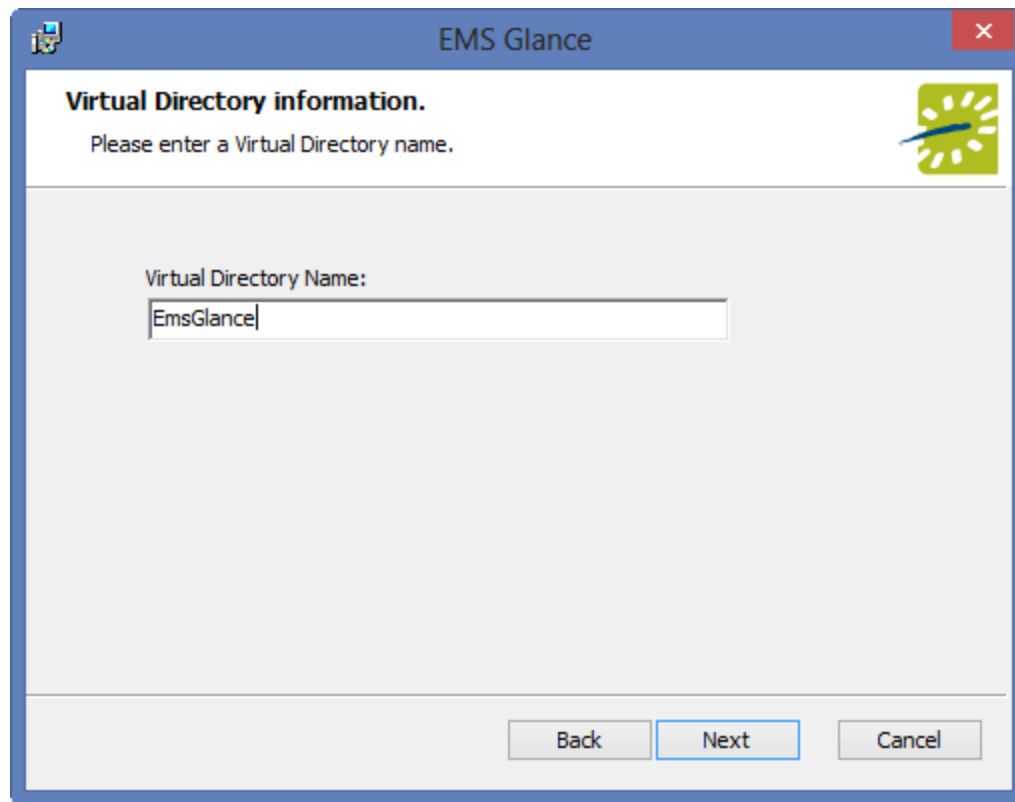 EMS Glance
Virtual Directory information.
Please enter a Virtual Directory name.
Virtual Directory Name:
EmsGlance
Back Next Cancel